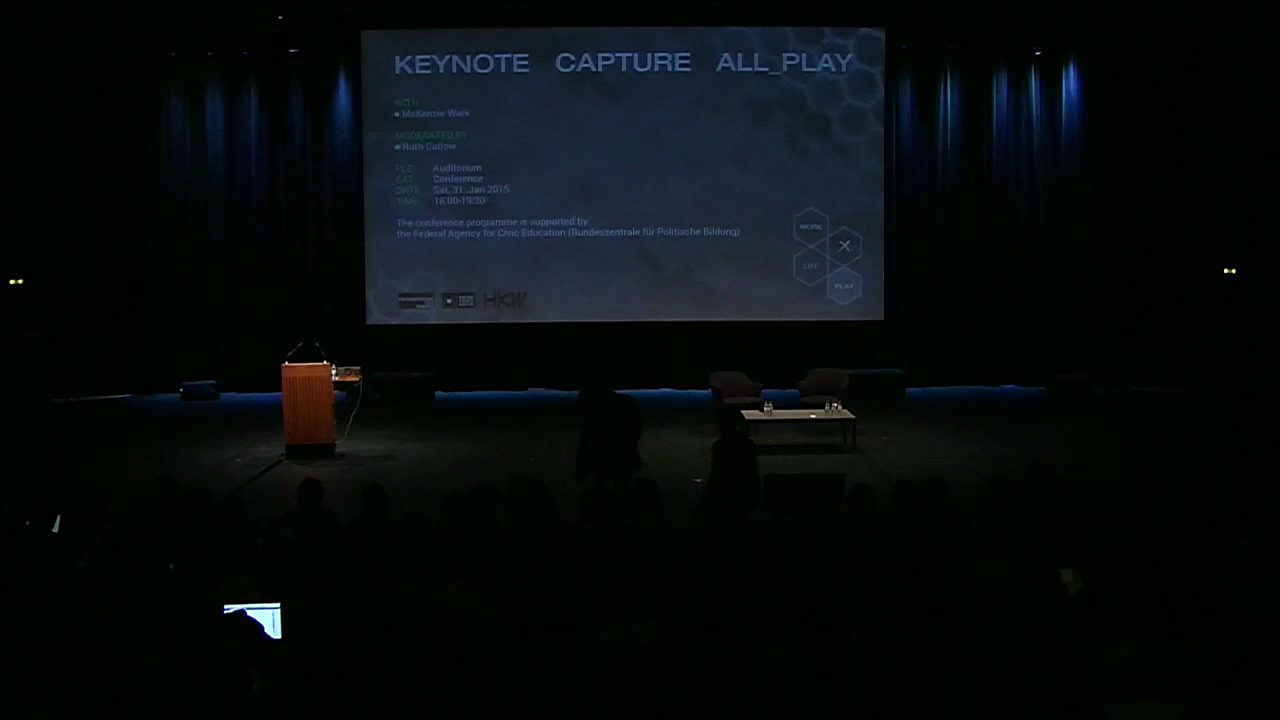 KEYNOTE CAPTURE ALL_PLAY
WITH
McKenzie Wark
MODERATED BY
Ruth Catlow
PLC Auditorium
CAT Conference
DATE Sat, 31. Jan 2015
TIME 18:00-19:30
The conference programme is supported by
the Federal Agency for Civic Education (Bundeszentrale für Politische Bildung)
WORK
LIFE
PLAY
HKW